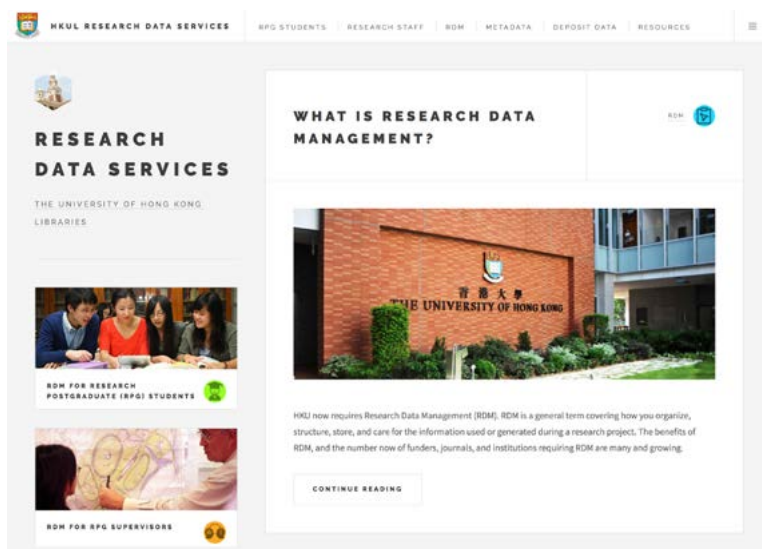 HKUL RESEARCH DATA SERVICES
RPG STUDENTS
RESEARCH STAFF
RDM
METADATA
DEPOSIT DATA
RESOURCES
RESEARCH
DATA SERVICES
THE UNIVERSITY OF HONG KONG
LIBRARIES
RDM FOR RESEARCH
POSTGRADUATE (RPG) STUDENTS
RDM FOR RPG SUPERVISORS
WHAT IS RESEARCH DATA
MANAGEMENT?
RDM
香港大學
THE UNIVERSITY OF HONG KONG
HKU now requires Research Data Management (RDM). RDM is a general term covering how you organize,
structure, store, and care for the information used or generated during a research project. The benefits of
RDM, and the number now of funders, journals, and institutions requiring RDM are many and growing.
CONTINUE READING